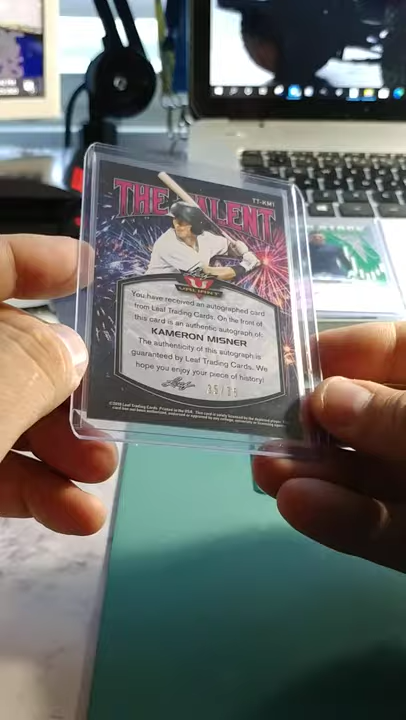 TT-KM1
THE TALENT
VALIANT
You have received an autographed card
from Leaf Trading Cards. On the front of
this card is an authentic autograph of:
KAMERON MISNER
The authenticity of this autograph is
guaranteed by Leaf Trading Cards. We
hope you enjoy your piece of history!
Leaf